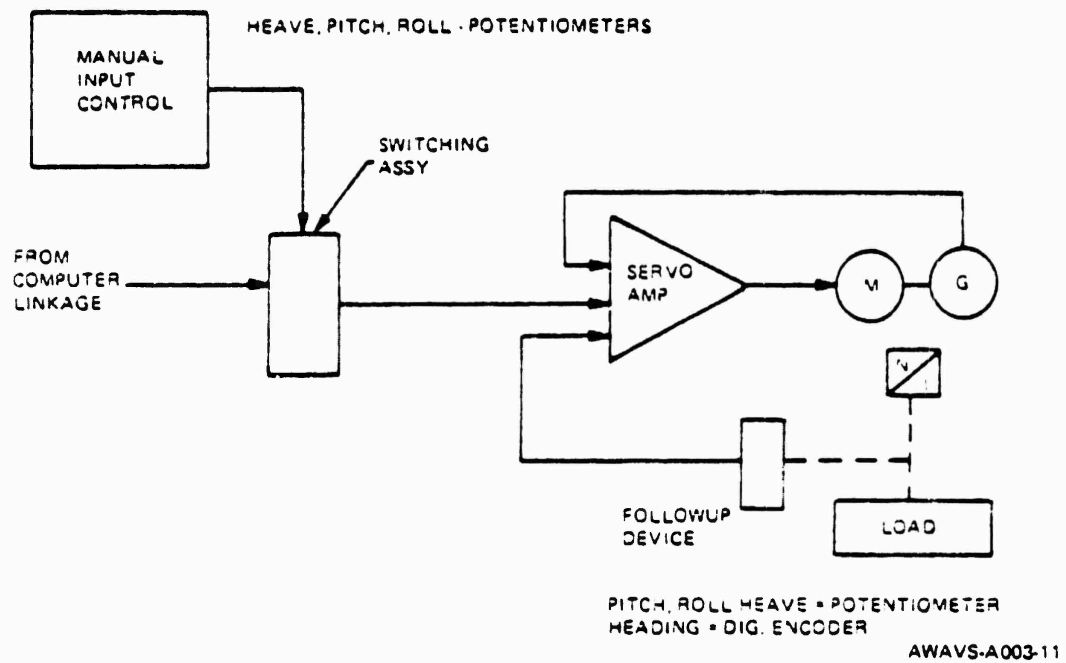 HEAVE, PITCH, ROLL - POTENTIOMETERS
MANUAL
INPUT
CONTROL
SWITCHING
ASSY
FROM
COMPUTER
LINKAGE
SERVO
AMP
M
G
N
1
FOLLOWUP
DEVICE
LOAD
PITCH, ROLL HEAVE = POTENTIOMETER
HEADING = DIG. ENCODER
AWAVS-A003-11